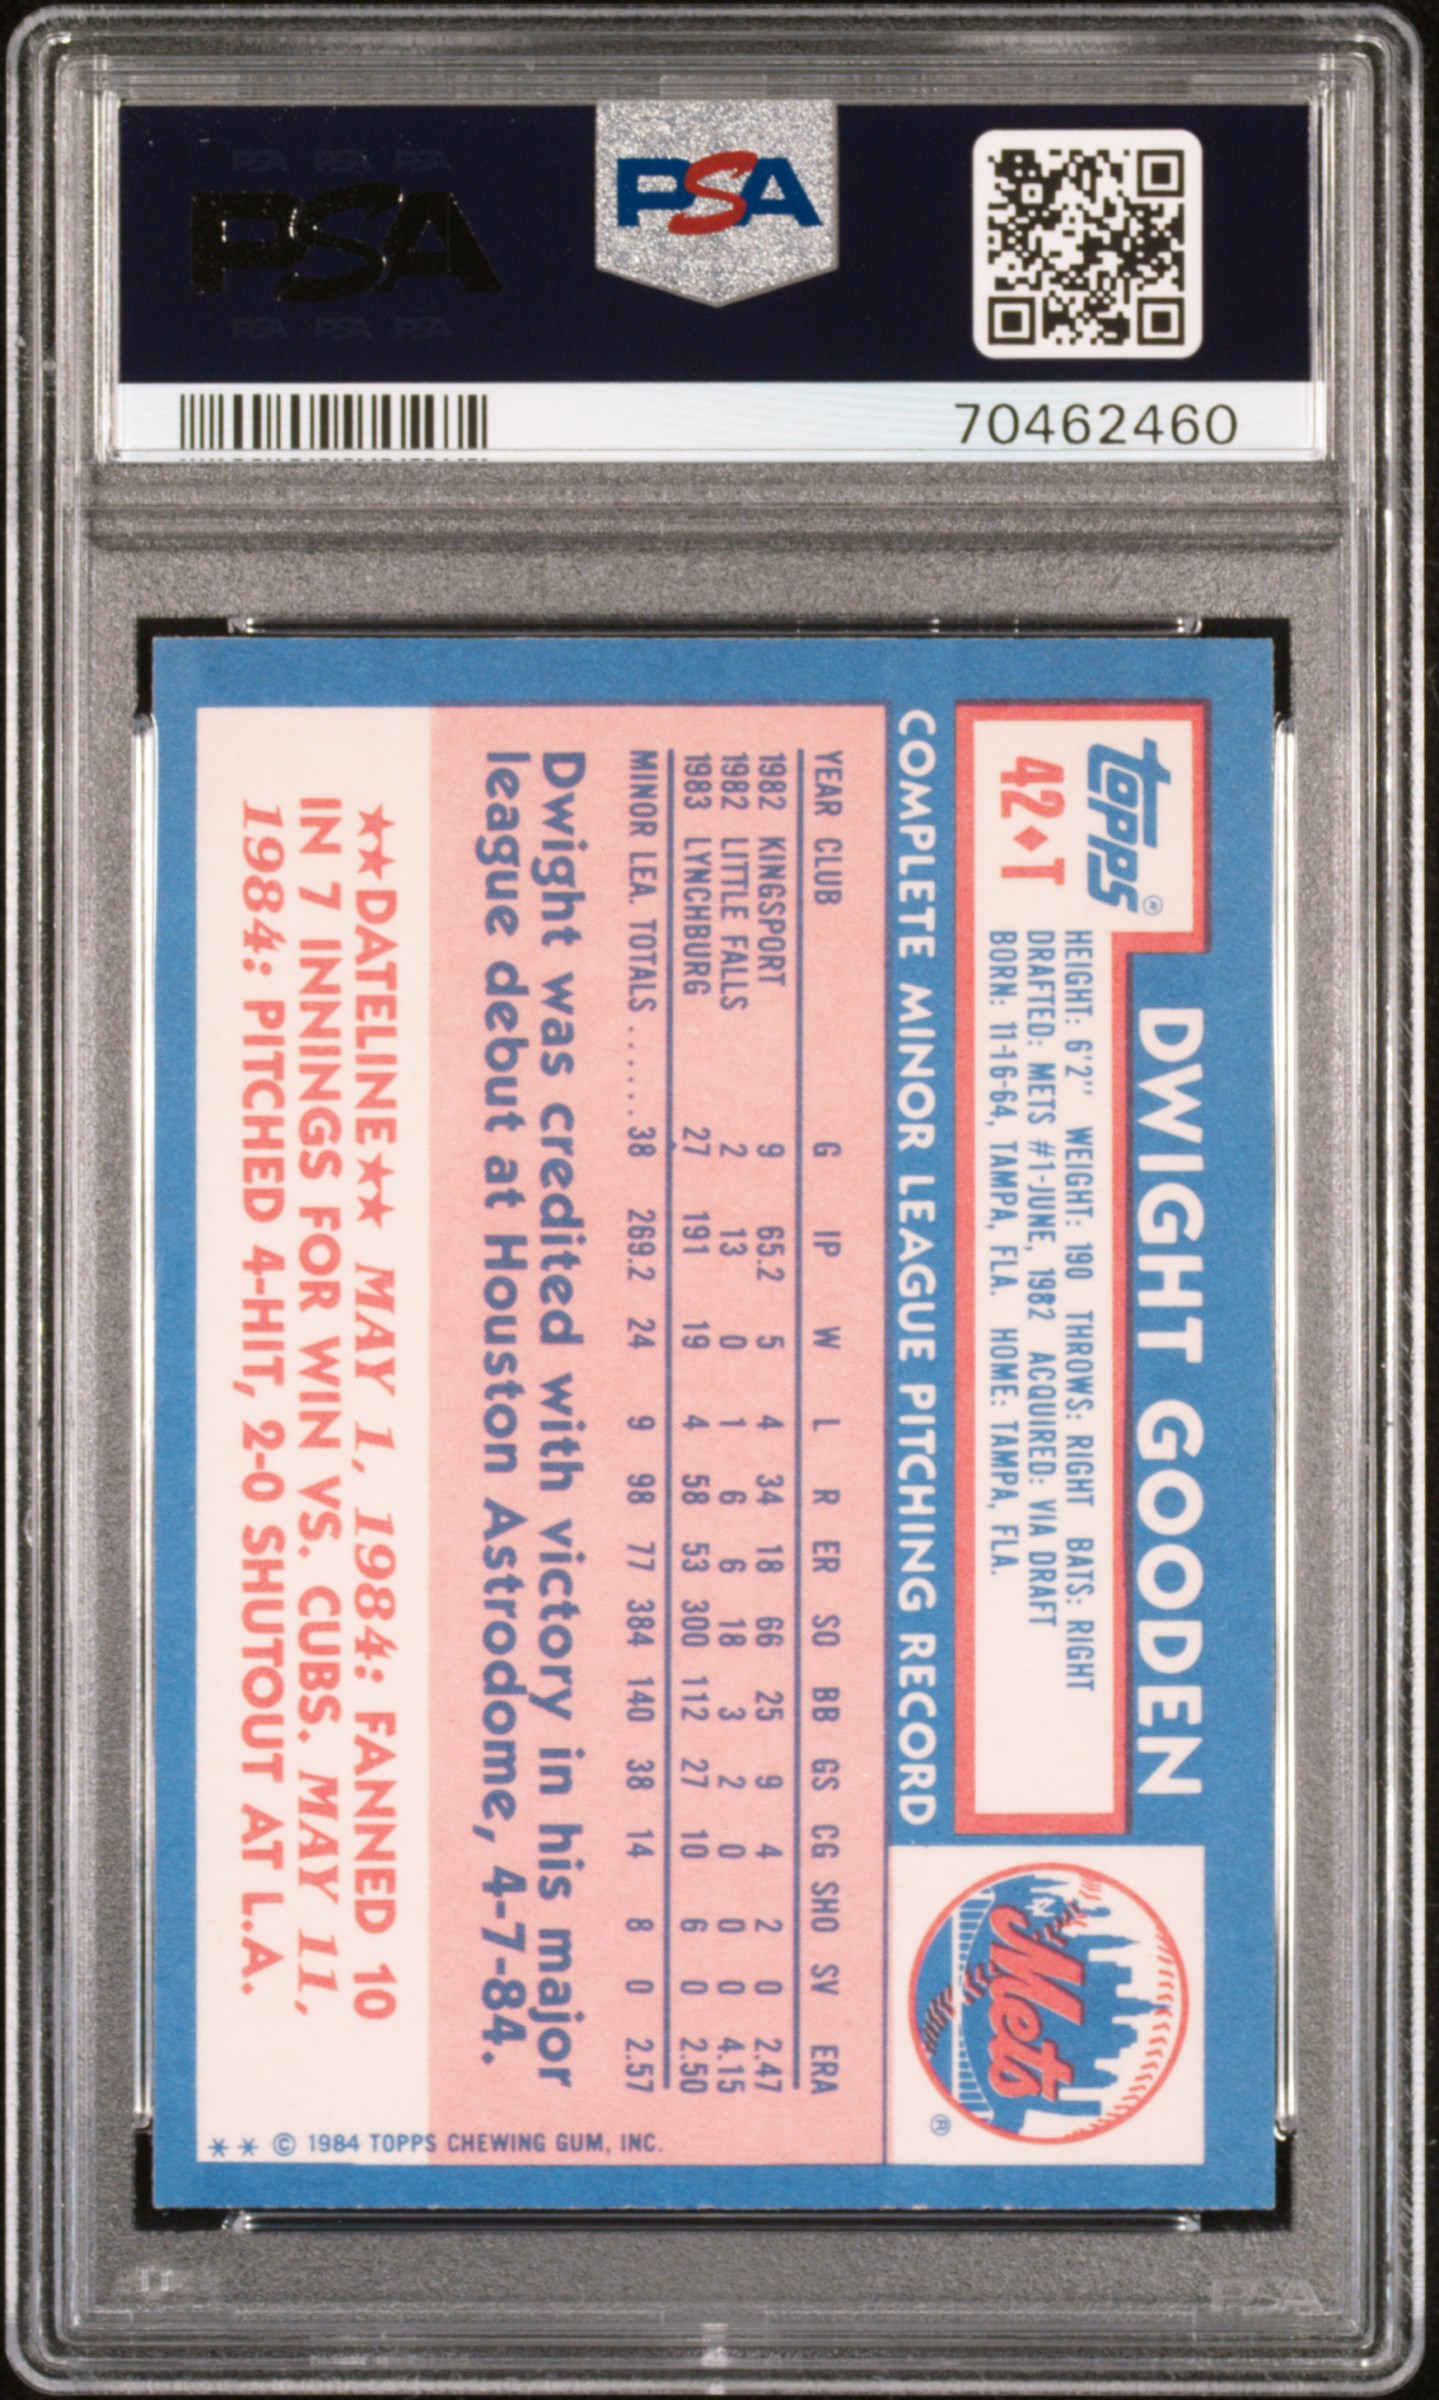 PSA PSA PSA
PSA
PSA PSA PSA
PSA
70462460
topps®
42♦T
DWIGHT GOODEN
HEIGHT: 6'2" WEIGHT: 190 THROWS: RIGHT BATS: RIGHT
DRAFTED: METS #1-JUNE, 1982 ACQUIRED: VIA DRAFT
BORN: 11-16-64, TAMPA, FLA. HOME: TAMPA, FLA.
NY
Mets
®
COMPLETE MINOR LEAGUE PITCHING RECORD
YEAR CLUB G IP W L R ER SO BB GS CG SHO SV ERA
1982 KINGSPORT 9 65.2 5 4 34 18 66 25 9 4 2 0 2.47
1982 LITTLE FALLS 2 13 0 1 6 6 18 3 2 0 0 0 4.15
1983 LYNCHBURG 27 191 19 4 58 53 300 112 27 10 6 0 2.50
MINOR LEA. TOTALS ...... 38 269.2 24 9 98 77 384 140 38 14 8 0 2.57
Dwight was credited with victory in his major
league debut at Houston Astrodome, 4-7-84.
★★DATELINE★★ MAY 1, 1984: FANNED 10
IN 7 INNINGS FOR WIN VS. CUBS. MAY 11,
1984: PITCHED 4-HIT, 2-0 SHUTOUT AT L.A.
** © 1984 TOPPS CHEWING GUM, INC.
PSA